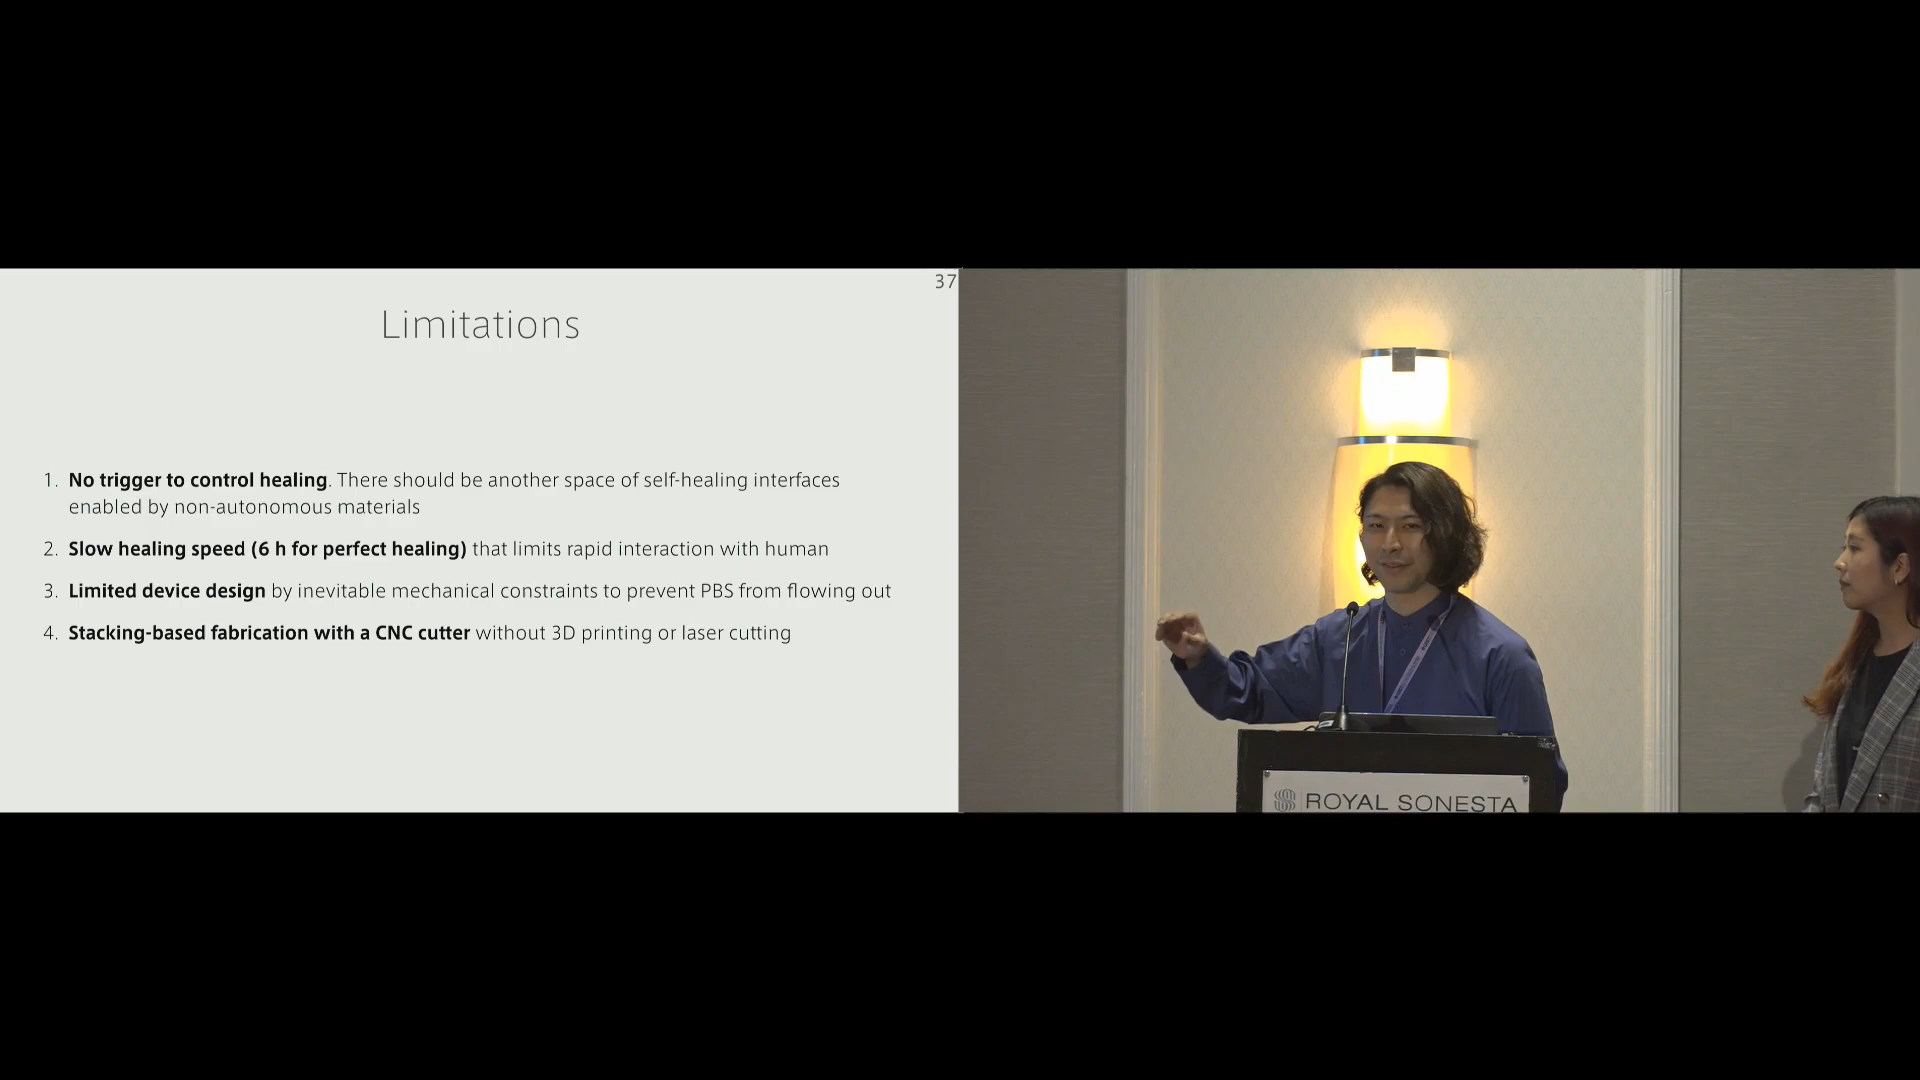 37
Limitations
1. No trigger to control healing. There should be another space of self-healing interfaces
enabled by non-autonomous materials
2. Slow healing speed (6 h for perfect healing) that limits rapid interaction with human
3. Limited device design by inevitable mechanical constraints to prevent PBS from flowing out
4. Stacking-based fabrication with a CNC cutter without 3D printing or laser cutting
ROYAL SONESTA